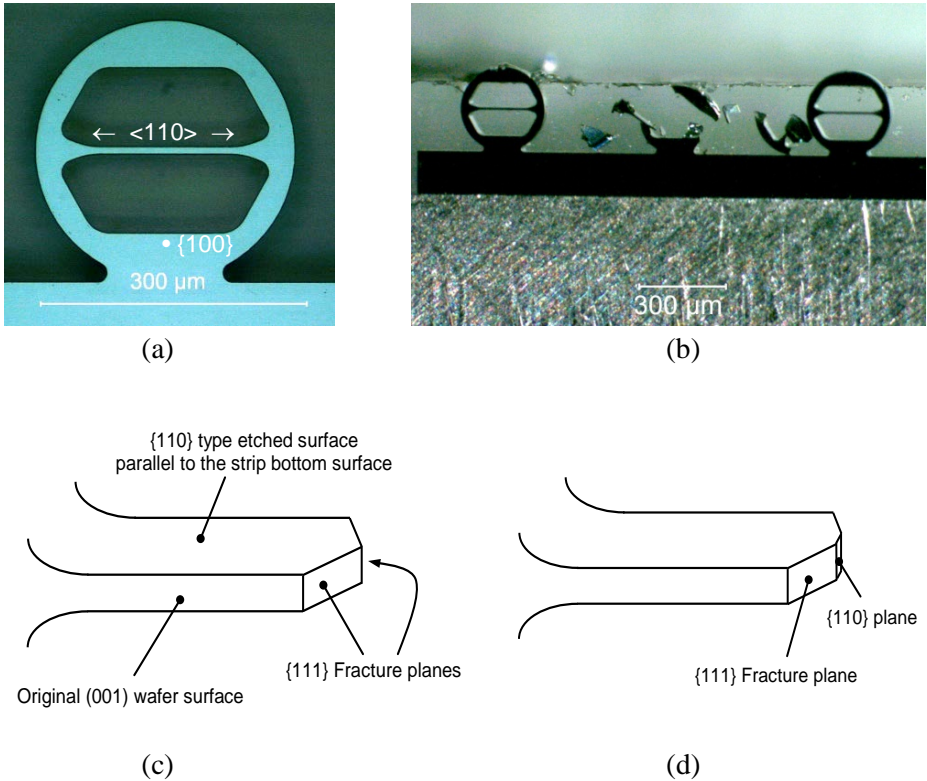 ← <110> →
{100}
300 µm
300 µm
(a)
(b)
{110} type etched surface
parallel to the strip bottom surface
{111} Fracture planes
Original (001) wafer surface
{110} plane
{111} Fracture plane
(c)
(d)